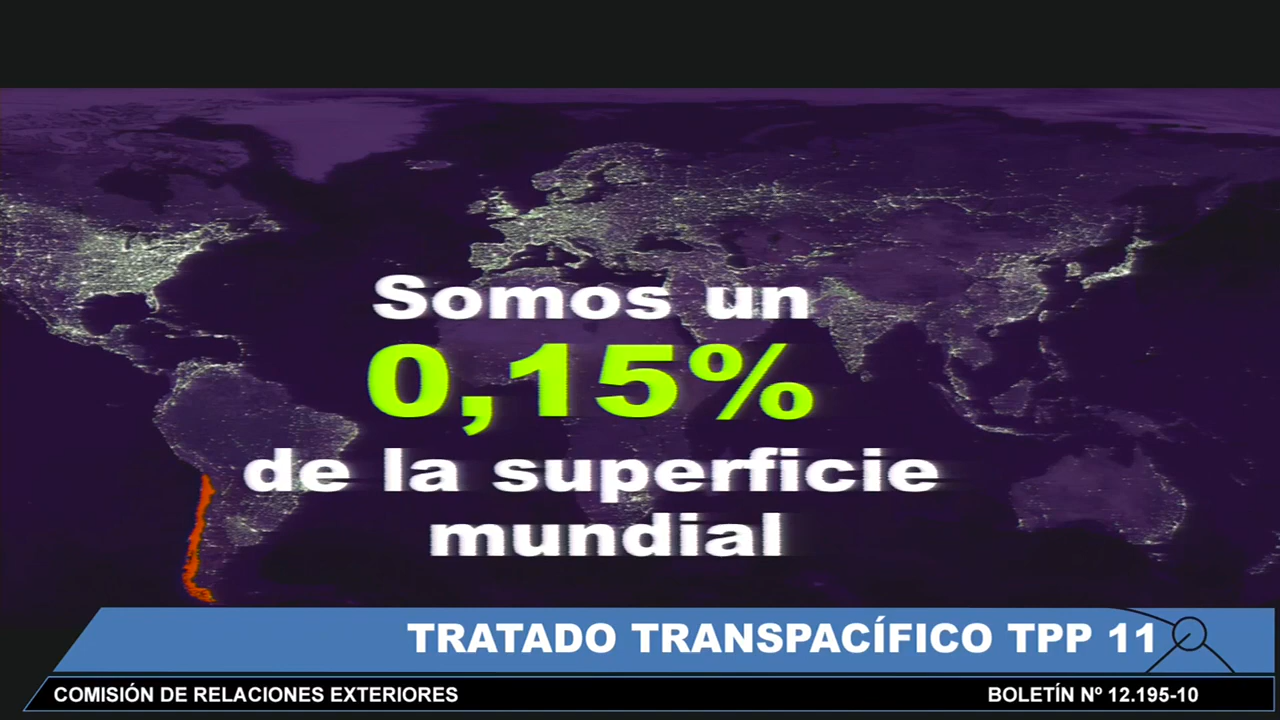 Somos un
0,15%
de la superficie
mundial
TRATADO TRANSPACÍFICO TPP 11
COMISIÓN DE RELACIONES EXTERIORES
BOLETÍN Nº 12.195-10